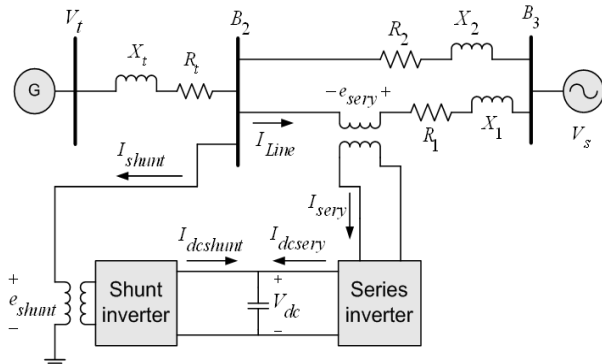 V_t
B_2
B_3
X_t
R_t
R_2
X_2
G
− e_sery +
I_Line
R_1
X_1
V_s
I_shunt
I_sery
I_dcshunt
I_dcsery
+
e_shunt
−
Shunt
inverter
+
V_dc
−
Series
inverter